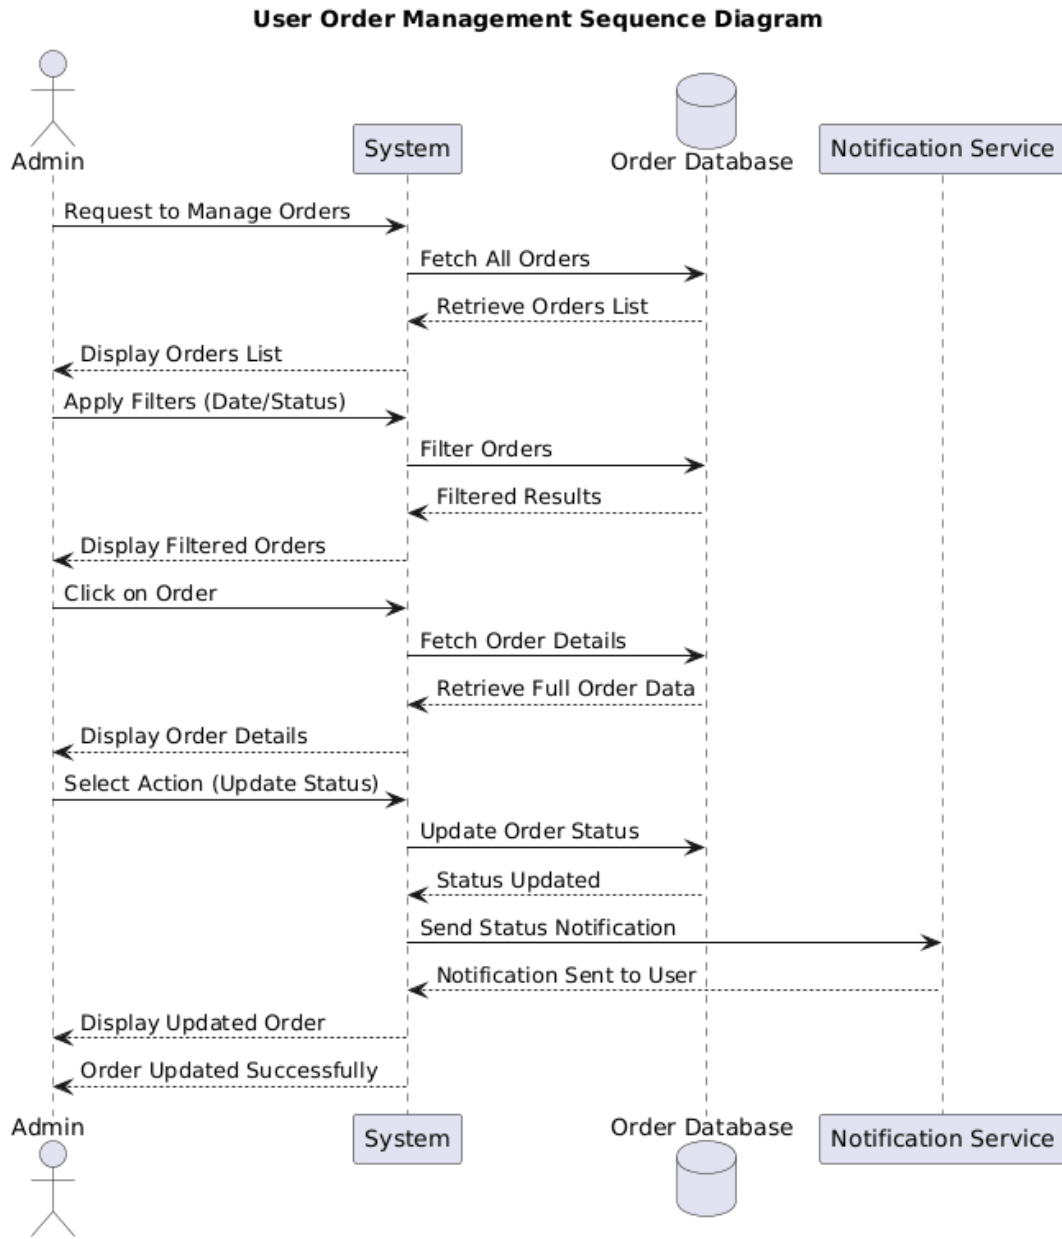 User Order Management Sequence Diagram
Admin
System
Order Database
Notification Service
Request to Manage Orders
Fetch All Orders
Retrieve Orders List
Display Orders List
Apply Filters (Date/Status)
Filter Orders
Filtered Results
Display Filtered Orders
Click on Order
Fetch Order Details
Retrieve Full Order Data
Display Order Details
Select Action (Update Status)
Update Order Status
Status Updated
Send Status Notification
Notification Sent to User
Display Updated Order
Order Updated Successfully
Admin
System
Order Database
Notification Service